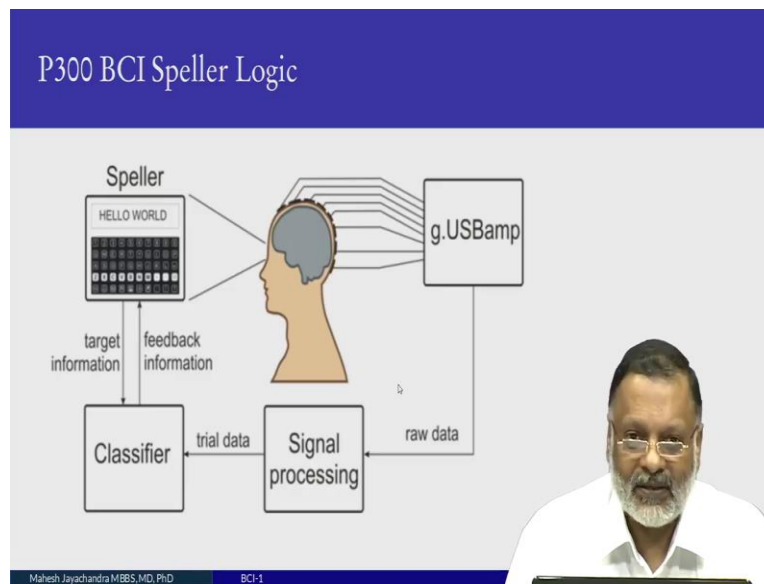 P300 BCI Speller Logic
Speller
HELLO WORLD
g.USBamp
target
information
feedback
information
Classifier
trial data
Signal
processing
raw data
Mahesh Jayachandra MBBS, MD, PhD
BCI-1